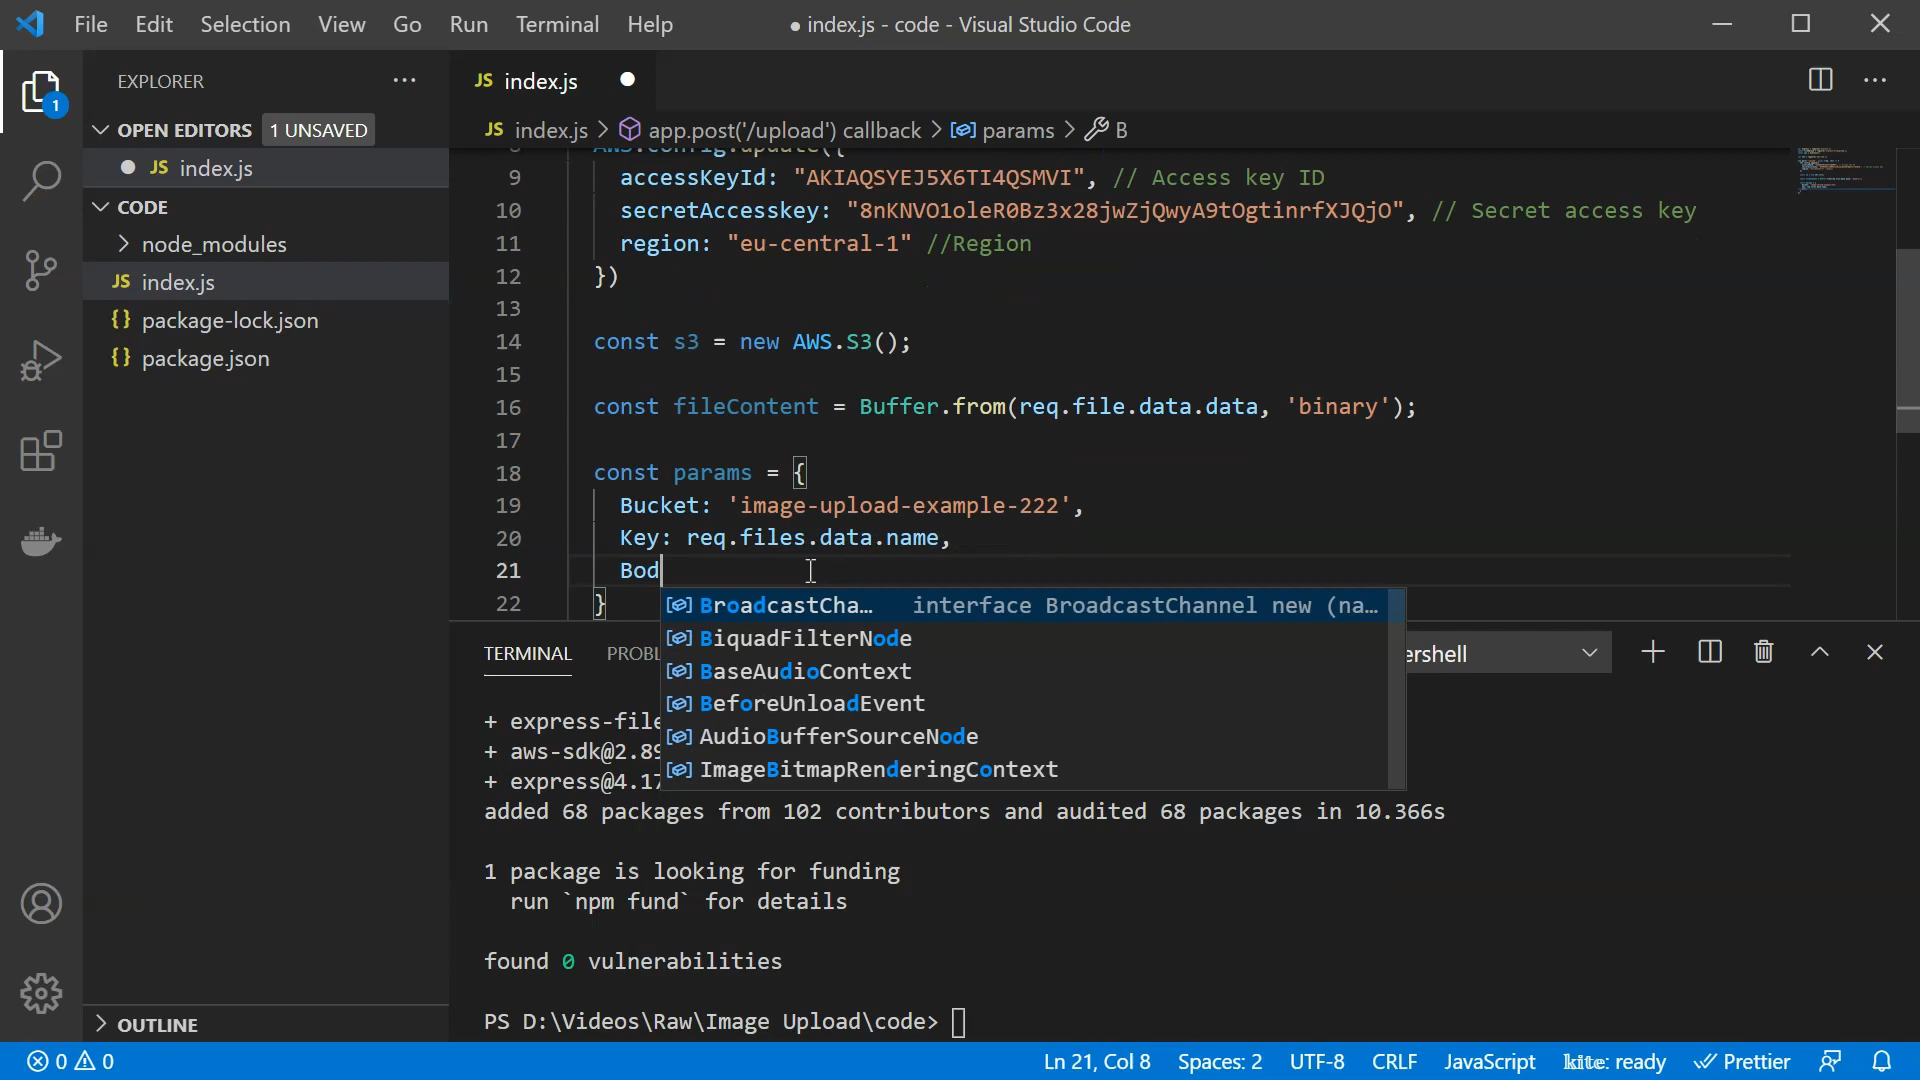 File Edit Selection View Go Run Terminal Help
● index.js - code - Visual Studio Code
EXPLORER
OPEN EDITORS 1 UNSAVED
JS index.js
CODE
node_modules
JS index.js
{} package-lock.json
{} package.json
OUTLINE
1
JS index.js
JS index.js > app.post('/upload') callback > params > B
8 AWS.config.update({
9 accessKeyId: "AKIAQSYEJ5X6TI4QSMVI", // Access key ID
10 secretAccesskey: "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", // Secret access key
11 region: "eu-central-1" //Region
12 })
13
14 const s3 = new AWS.S3();
15
16 const fileContent = Buffer.from(req.file.data.data, 'binary');
17
18 const params = {
19 Bucket: 'image-upload-example-222',
20 Key: req.files.data.name,
21 Bod
22 }
BroadcastCha… interface BroadcastChannel new (na…
BiquadFilterNode
BaseAudioContext
BeforeUnloadEvent
AudioBufferSourceNode
ImageBitmapRenderingContext
TERMINAL PROBL ershell
+ express-file
+ aws-sdk@2.89
+ express@4.17
added 68 packages from 102 contributors and audited 68 packages in 10.366s
1 package is looking for funding
run `npm fund` for details
found 0 vulnerabilities
PS D:\Videos\Raw\Image Upload\code>
0 0 Ln 21, Col 8 Spaces: 2 UTF-8 CRLF JavaScript kite: ready Prettier